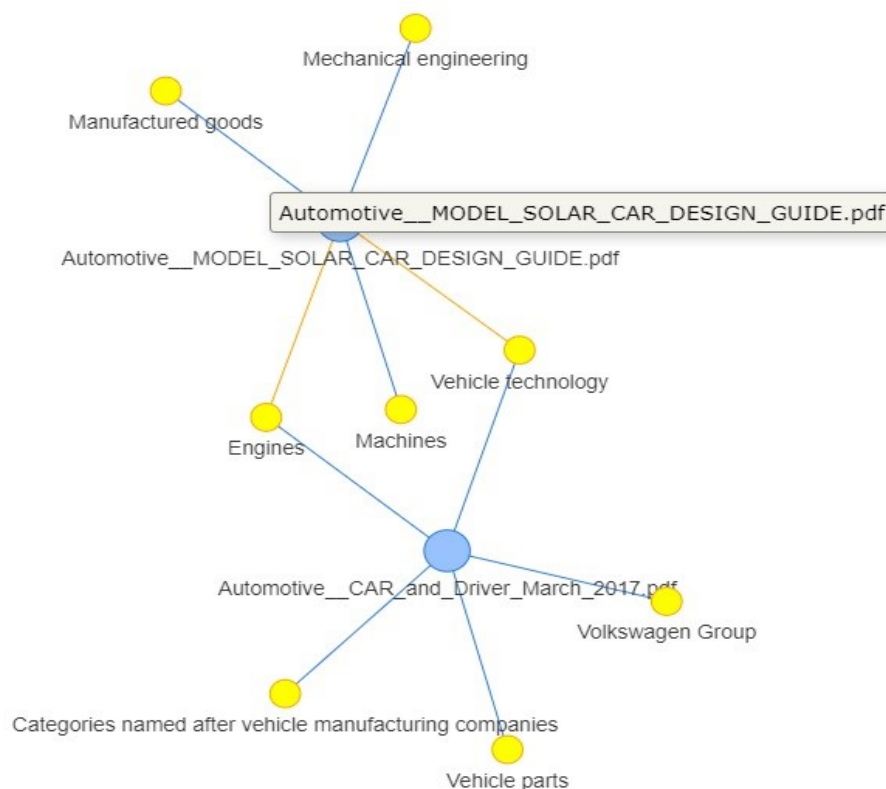 Mechanical engineering
Manufactured goods
Automotive__MODEL_SOLAR_CAR_DESIGN_GUIDE.pdf
Automotive__MODEL_SOLAR_CAR_DESIGN_GUIDE.pdf
Vehicle technology
Machines
Engines
Automotive__CAR_and_Driver_March_2017.pdf
Volkswagen Group
Categories named after vehicle manufacturing companies
Vehicle parts